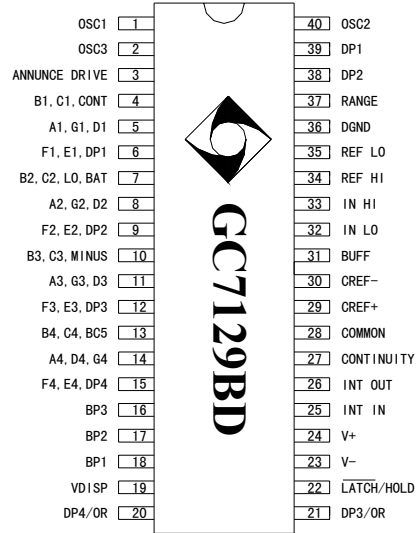 OSC1 1 40 OSC2
OSC3 2 39 DP1
ANNUNCE DRIVE 3 38 DP2
B1, C1, CONT 4 37 RANGE
A1, G1, D1 5 36 DGND
F1, E1, DP1 6 35 REF LO
B2, C2, LO, BAT 7 34 REF HI
A2, G2, D2 8 33 IN HI
F2, E2, DP2 9 32 IN LO
B3, C3, MINUS 10 31 BUFF
A3, G3, D3 11 30 CREF-
F3, E3, DP3 12 29 CREF+
B4, C4, BC5 13 28 COMMON
A4, D4, G4 14 27 CONTINUITY
F4, E4, DP4 15 26 INT OUT
BP3 16 25 INT IN
BP2 17 24 V+
BP1 18 23 V-
VDISP 19 22 LATCH/HOLD
DP4/OR 20 21 DP3/OR
GC7129BD